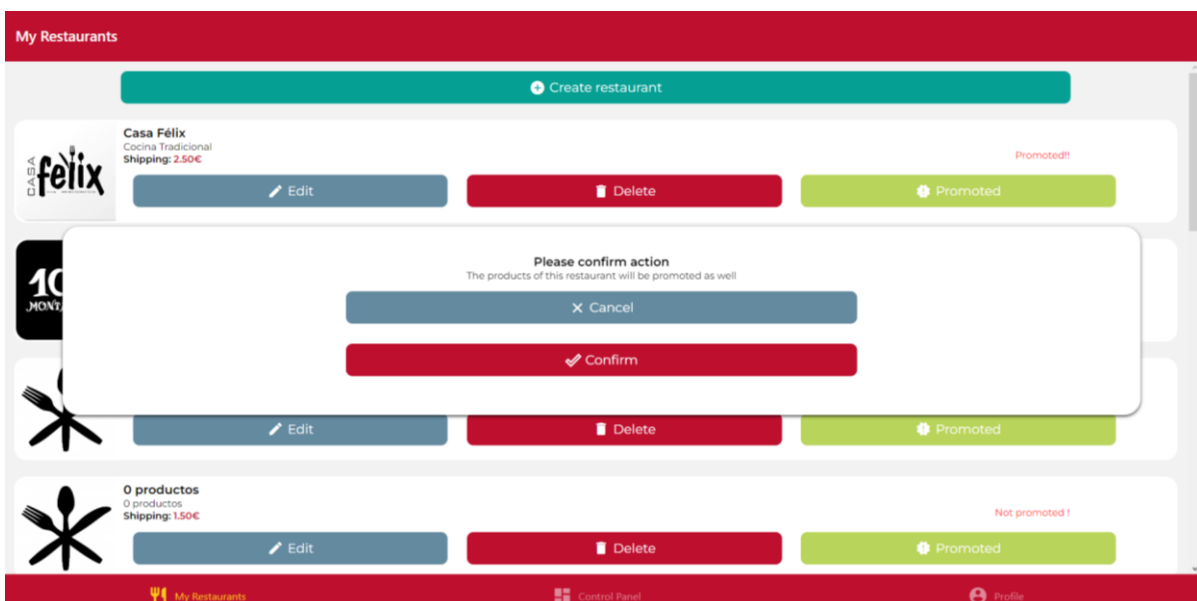 My Restaurants
Create restaurant
CASA
felix
Casa Félix
Cocina Tradicional
Shipping: 2.50€
Promoted!!
Edit
Delete
Promoted
Please confirm action
The products of this restaurant will be promoted as well
Cancel
Confirm
Edit
Delete
Promoted
0 productos
0 productos
Shipping: 1.50€
Not promoted !
Edit
Delete
Promoted
My Restaurants
Control Panel
Profile